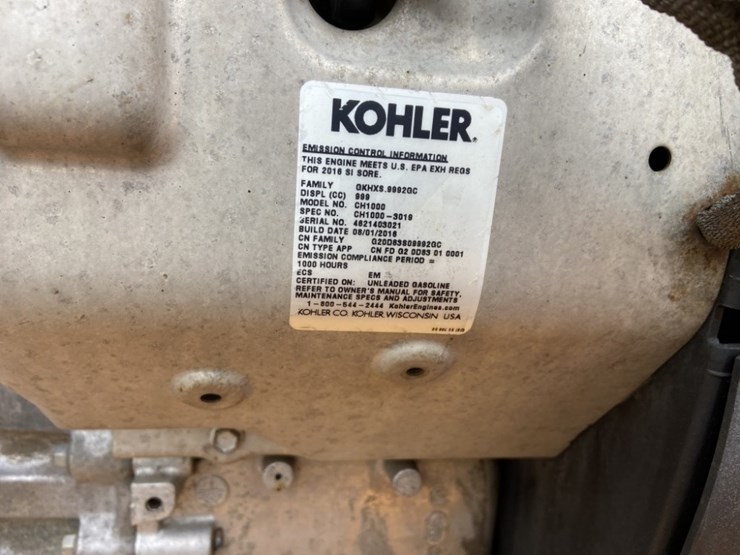 KOHLER.
EMISSION CONTROL INFORMATION
THIS ENGINE MEETS U.S. EPA EXH REGS
FOR 2016 SI SORE.
FAMILY GKHXS.9992GC
DISPL (CC) 999
MODEL NO. CH1000
SPEC NO. CH1000-3019
SERIAL NO. 4621403021
BUILD DATE 08/01/2016
CN FAMILY G20D83S09992GC
CN TYPE APP CN FD G2 0D83 01 0001
EMISSION COMPLIANCE PERIOD =
1000 HOURS
ECS EM
CERTIFIED ON: UNLEADED GASOLINE
REFER TO OWNER'S MANUAL FOR SAFETY,
MAINTENANCE SPECS AND ADJUSTMENTS
1-800-544-2444 KohlerEngines.com
KOHLER CO. KOHLER, WISCONSIN USA